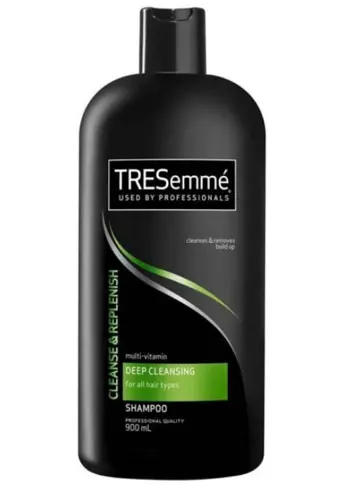 TRESemmé
USED BY PROFESSIONALS
cleanses & removes
build up
CLEANSE & REPLENISH
multi-vitamin
DEEP CLEANSING
for all hair types
SHAMPOO
PROFESSIONAL QUALITY
900 mL